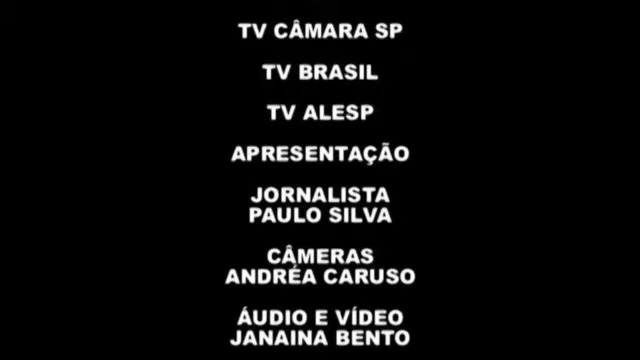 TV CÂMARA SP
TV BRASIL
TV ALESP
APRESENTAÇÃO
JORNALISTA
PAULO SILVA
CÂMERAS
ANDRÉA CARUSO
ÁUDIO E VÍDEO
JANAINA BENTO